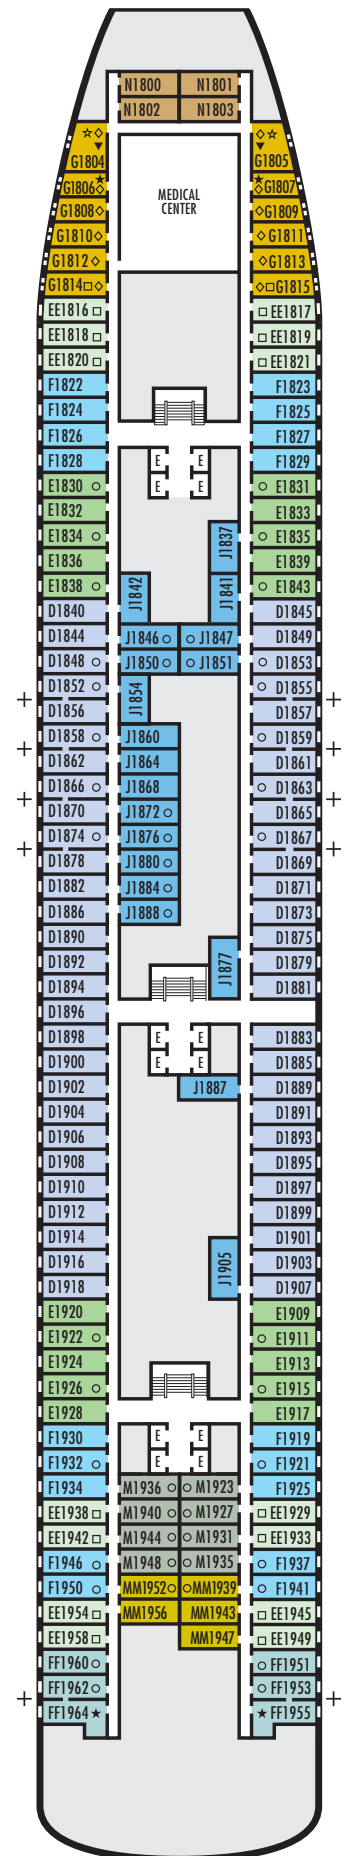 N1800 N1801
N1802 N1803
G1804 G1805
G1806 G1807
MEDICAL
CENTER
G1808 G1809
G1810 G1811
G1812 G1813
G1814 G1815
EE1816 EE1817
EE1818 EE1819
EE1820 EE1821
F1822 F1823
F1824 F1825
F1826 F1827
F1828 E E F1829
E1830 E E E1831
E1832 E1833
E1834 J1837 E1835
E1836 E1839
E1838 J1842 J1841 E1843
D1840 D1845
D1844 J1846 J1847 D1849
D1848 J1850 J1851 D1853
D1852 J1854 D1855
D1856 D1857
D1858 J1860 D1859
D1862 J1864 D1861
D1866 J1868 D1863
D1870 J1872 D1865
D1874 J1876 D1867
D1878 J1880 D1869
D1882 J1884 D1871
D1886 J1888 D1873
D1890 D1875
D1892 J1877 D1879
D1894 D1881
D1896
D1898 E E D1883
D1900 E E D1885
D1902 J1887 D1889
D1904 D1891
D1906 D1893
D1908 D1895
D1910 D1897
D1912 D1899
D1914 J1905 D1901
D1916 D1903
D1918 D1907
E1920 E1909
E1922 E1911
E1924 E1913
E1926 E1915
E1928 E1917
F1930 E E F1919
F1932 E E F1921
F1934 M1936 M1923 F1925
EE1938 M1940 M1927 EE1929
EE1942 M1944 M1931 EE1933
F1946 M1948 M1935 F1937
F1950 MM1952 MM1939 F1941
EE1954 MM1956 MM1943 EE1945
EE1958 MM1947 EE1949
FF1960 FF1951
FF1962 FF1953
FF1964 FF1955